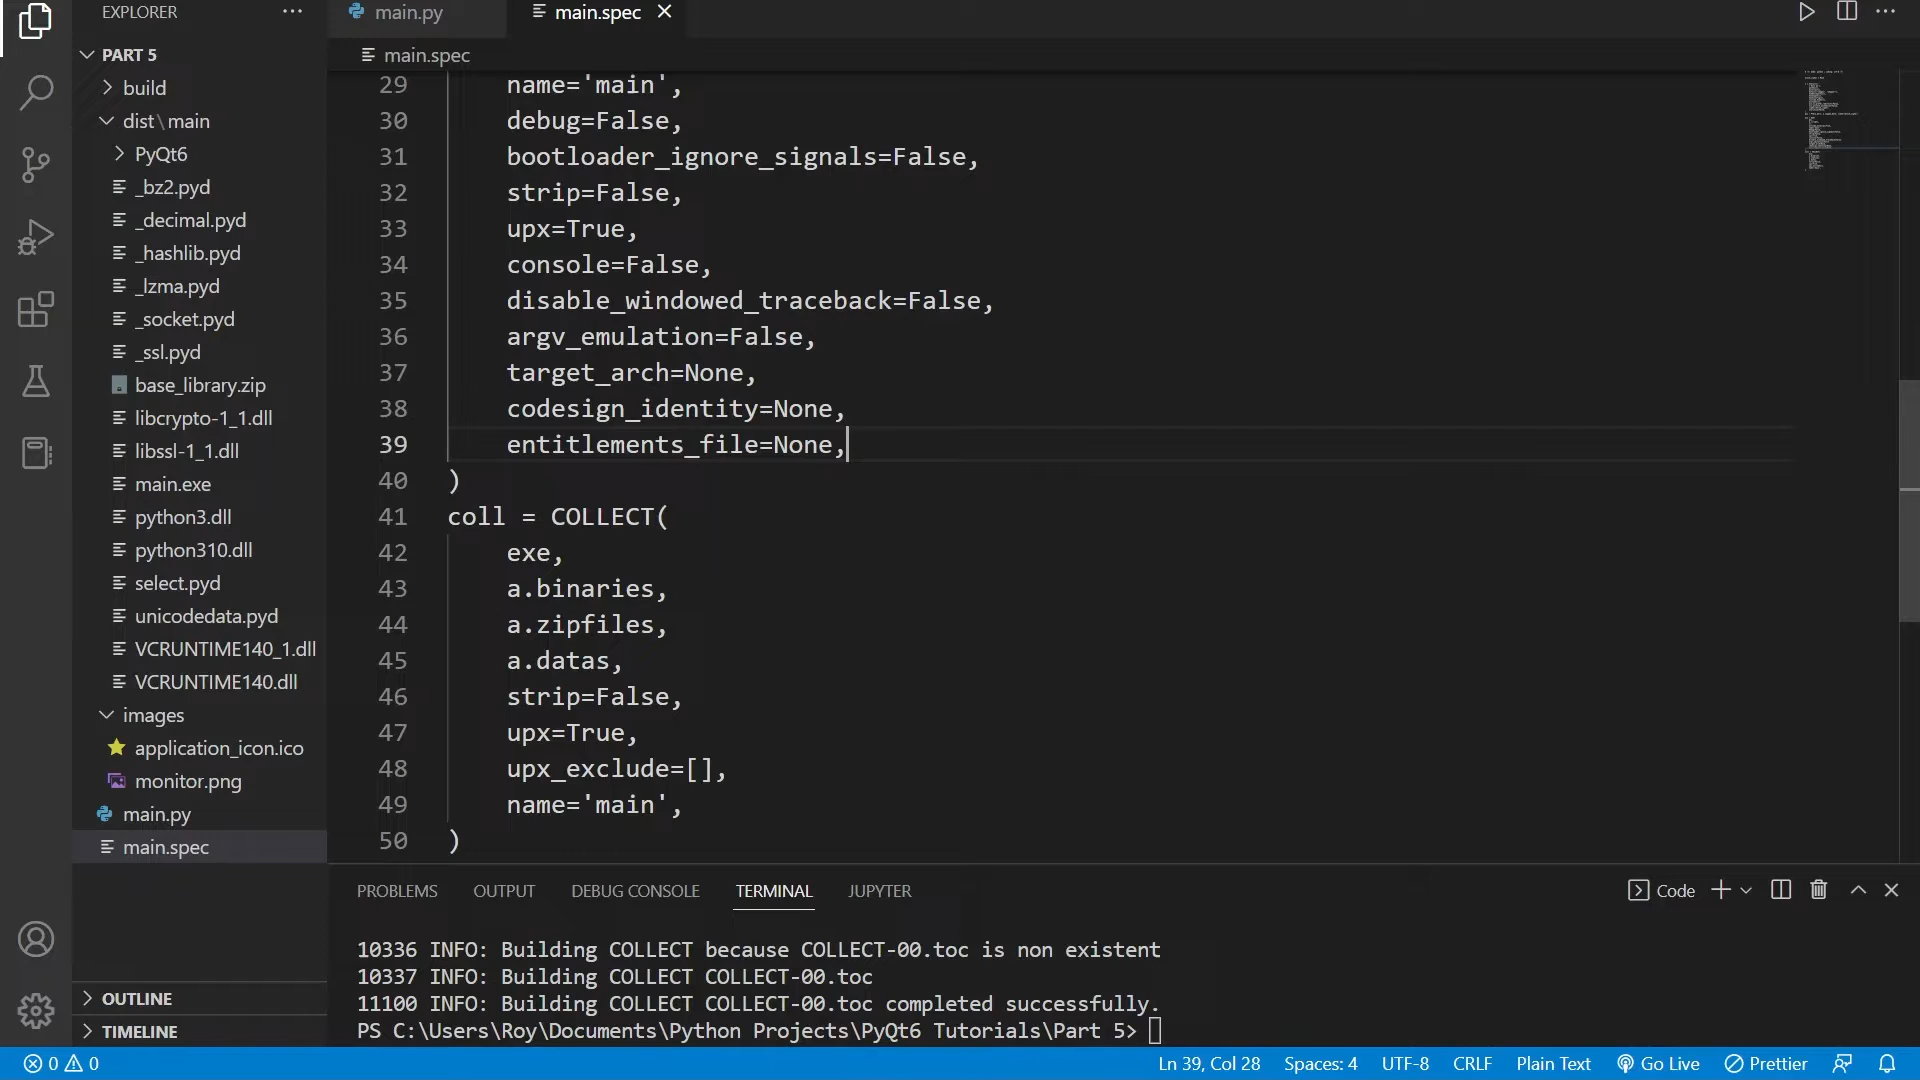 EXPLORER
PART 5
build
dist\main
PyQt6
_bz2.pyd
_decimal.pyd
_hashlib.pyd
_lzma.pyd
_socket.pyd
_ssl.pyd
base_library.zip
libcrypto-1_1.dll
libssl-1_1.dll
main.exe
python3.dll
python310.dll
select.pyd
unicodedata.pyd
VCRUNTIME140_1.dll
VCRUNTIME140.dll
images
application_icon.ico
monitor.png
main.py
main.spec
OUTLINE
TIMELINE
main.py main.spec
main.spec
29 name='main',
30 debug=False,
31 bootloader_ignore_signals=False,
32 strip=False,
33 upx=True,
34 console=False,
35 disable_windowed_traceback=False,
36 argv_emulation=False,
37 target_arch=None,
38 codesign_identity=None,
39 entitlements_file=None,
40 )
41 coll = COLLECT(
42 exe,
43 a.binaries,
44 a.zipfiles,
45 a.datas,
46 strip=False,
47 upx=True,
48 upx_exclude=[],
49 name='main',
50 )
PROBLEMS OUTPUT DEBUG CONSOLE TERMINAL JUPYTER Code
10336 INFO: Building COLLECT because COLLECT-00.toc is non existent
10337 INFO: Building COLLECT COLLECT-00.toc
11100 INFO: Building COLLECT COLLECT-00.toc completed successfully.
PS C:\Users\Roy\Documents\Python Projects\PyQt6 Tutorials\Part 5>
0 0 Ln 39, Col 28 Spaces: 4 UTF-8 CRLF Plain Text Go Live Prettier